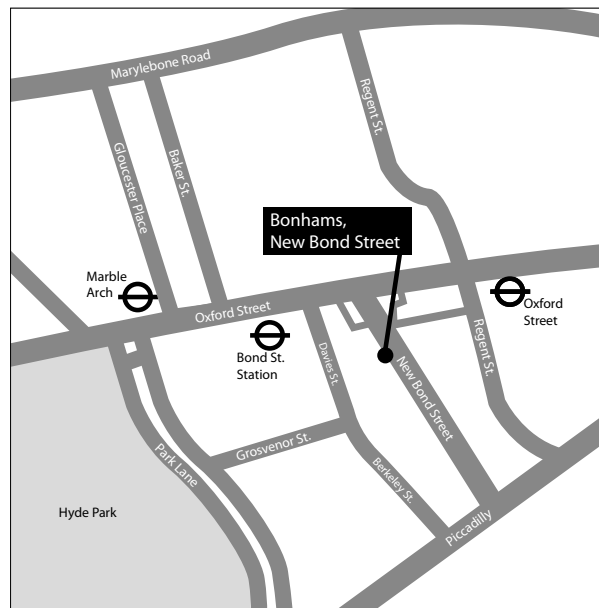 Marylebone Road
Regent St.
Gloucester Place
Baker St.
Bonhams,
New Bond Street
Marble
Arch
Oxford Street
Oxford
Street
Bond St.
Station
Davies St.
New Bond Street
Regent St.
Grosvenor St.
Park Lane
Berkeley St.
Hyde Park
Piccadilly